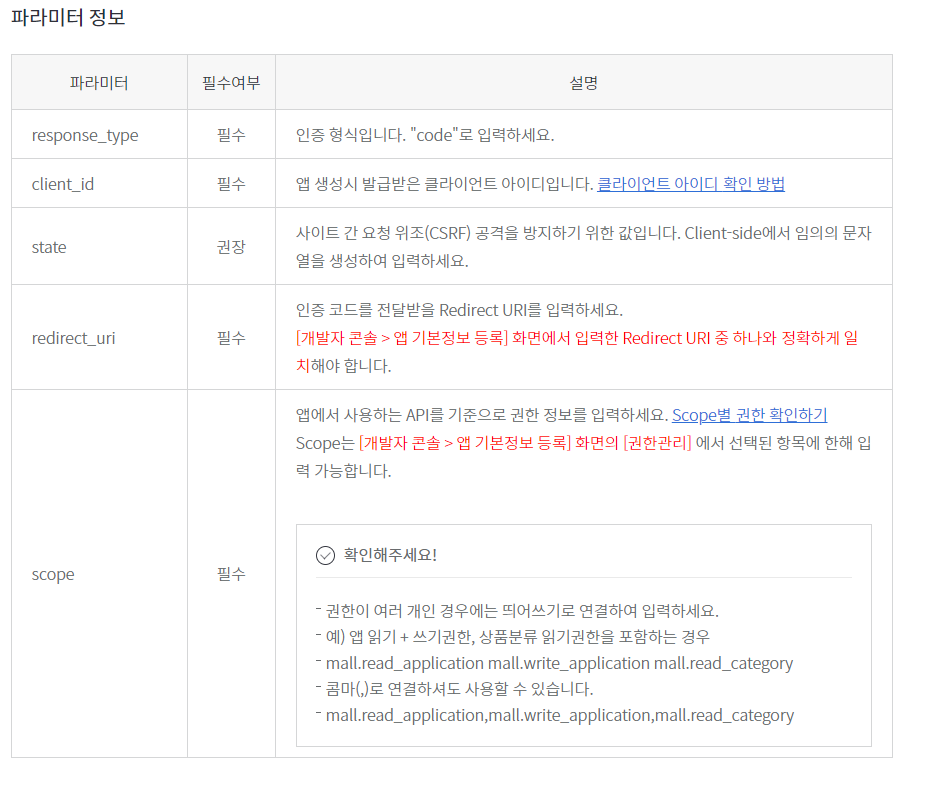 파라미터 정보
파라미터 필수여부 설명
response_type 필수 인증 형식입니다. "code"로 입력하세요.
client_id 필수 앱 생성시 발급받은 클라이언트 아이디입니다. 클라이언트 아이디 확인 방법
state 권장 사이트 간 요청 위조(CSRF) 공격을 방지하기 위한 값입니다. Client-side에서 임의의 문자
열을 생성하여 입력하세요.
redirect_uri 필수 인증 코드를 전달받을 Redirect URI를 입력하세요.
[개발자 콘솔 > 앱 기본정보 등록] 화면에서 입력한 Redirect URI 중 하나와 정확하게 일
치해야 합니다.
scope 필수 앱에서 사용하는 API를 기준으로 권한 정보를 입력하세요. Scope별 권한 확인하기
Scope는 [개발자 콘솔 > 앱 기본정보 등록] 화면의 [권한관리] 에서 선택된 항목에 한해 입
력 가능합니다.
확인해주세요!
- 권한이 여러 개인 경우에는 띄어쓰기로 연결하여 입력하세요.
- 예) 앱 읽기 + 쓰기권한, 상품분류 읽기권한을 포함하는 경우
- mall.read_application mall.write_application mall.read_category
- 콤마(,)로 연결하셔도 사용할 수 있습니다.
- mall.read_application,mall.write_application,mall.read_category